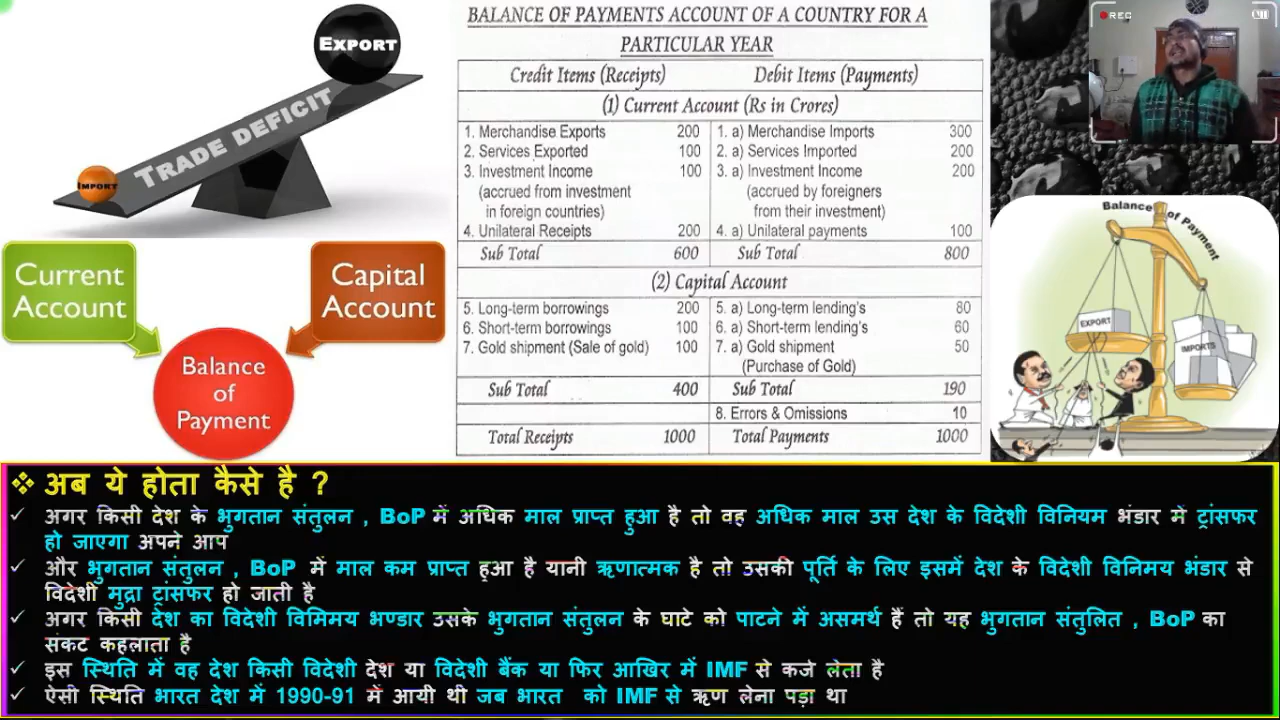 EXPORT
TRADE DEFICIT
IMPORT
Current
Account
Capital
Account
Balance
of
Payment
BALANCE OF PAYMENTS ACCOUNT OF A COUNTRY FOR A
PARTICULAR YEAR
Credit Items (Receipts) Debit Items (Payments)
(1) Current Account (Rs in Crores)
1. Merchandise Exports 200 1. a) Merchandise Imports 300
2. Services Exported 100 2. a) Services Imported 200
3. Investment Income 100 3. a) Investment Income 200
(accrued from investment (accrued by foreigners
in foreign countries) from their investment)
4. Unilateral Receipts 200 4. a) Unilateral payments 100
Sub Total 600 Sub Total 800
(2) Capital Account
5. Long-term borrowings 200 5. a) Long-term lending's 80
6. Short-term borrowings 100 6. a) Short-term lending's 60
7. Gold shipment (Sale of gold) 100 7. a) Gold shipment 50
(Purchase of Gold)
Sub Total 400 Sub Total 190
8. Errors & Omissions 10
Total Receipts 1000 Total Payments 1000
REC
Balance of Payment
EXPORT
IMPORTS
❖ अब ये होता कैसे है ?
✓ अगर किसी देश के भुगतान संतुलन , BoP में अधिक माल प्राप्त हुआ है तो वह अधिक माल उस देश के विदेशी विनियम भंडार में ट्रांसफर
हो जाएगा अपने आप
✓ और भुगतान संतुलन , BoP में माल कम प्राप्त हुआ है यानी ऋणात्मक है तो उसकी पूर्ति के लिए इसमें देश के विदेशी विनिमय भंडार से
विदेशी मुद्रा ट्रांसफर हो जाती है
✓ अगर किसी देश का विदेशी विमिमय भण्डार उसके भुगतान संतुलन के घाटे को पाटने में असमर्थ हैं तो यह भुगतान संतुलित , BoP का
संकट कहलाता है
✓ इस स्थिति में वह देश किसी विदेशी देश या विदेशी बैंक या फिर आखिर में IMF से कर्ज लेता है
✓ ऐसी स्थिति भारत देश में 1990-91 में आयी थी जब भारत को IMF से ऋण लेना पड़ा था